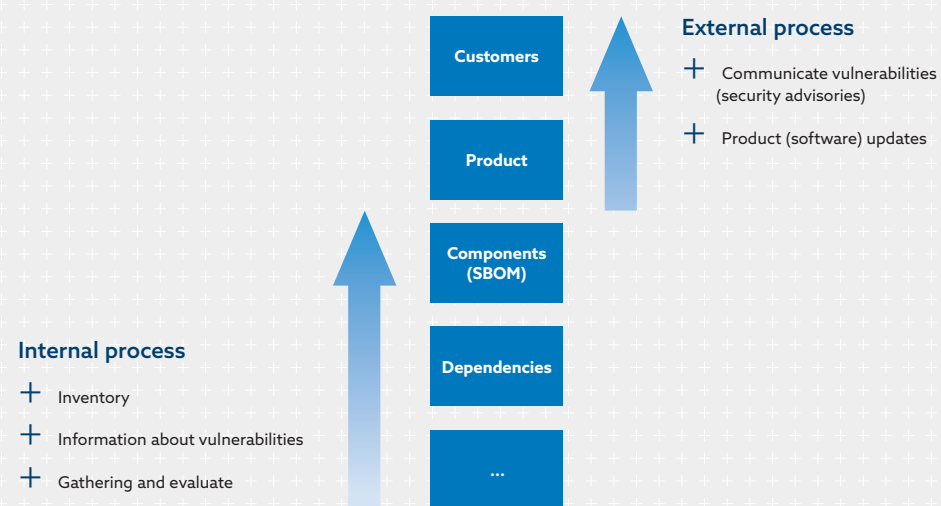 Customers
Product
Components
(SBOM)
Dependencies
...
External process
Communicate vulnerabilities
(security advisories)
Product (software) updates
Internal process
Inventory
Information about vulnerabilities
Gathering and evaluate